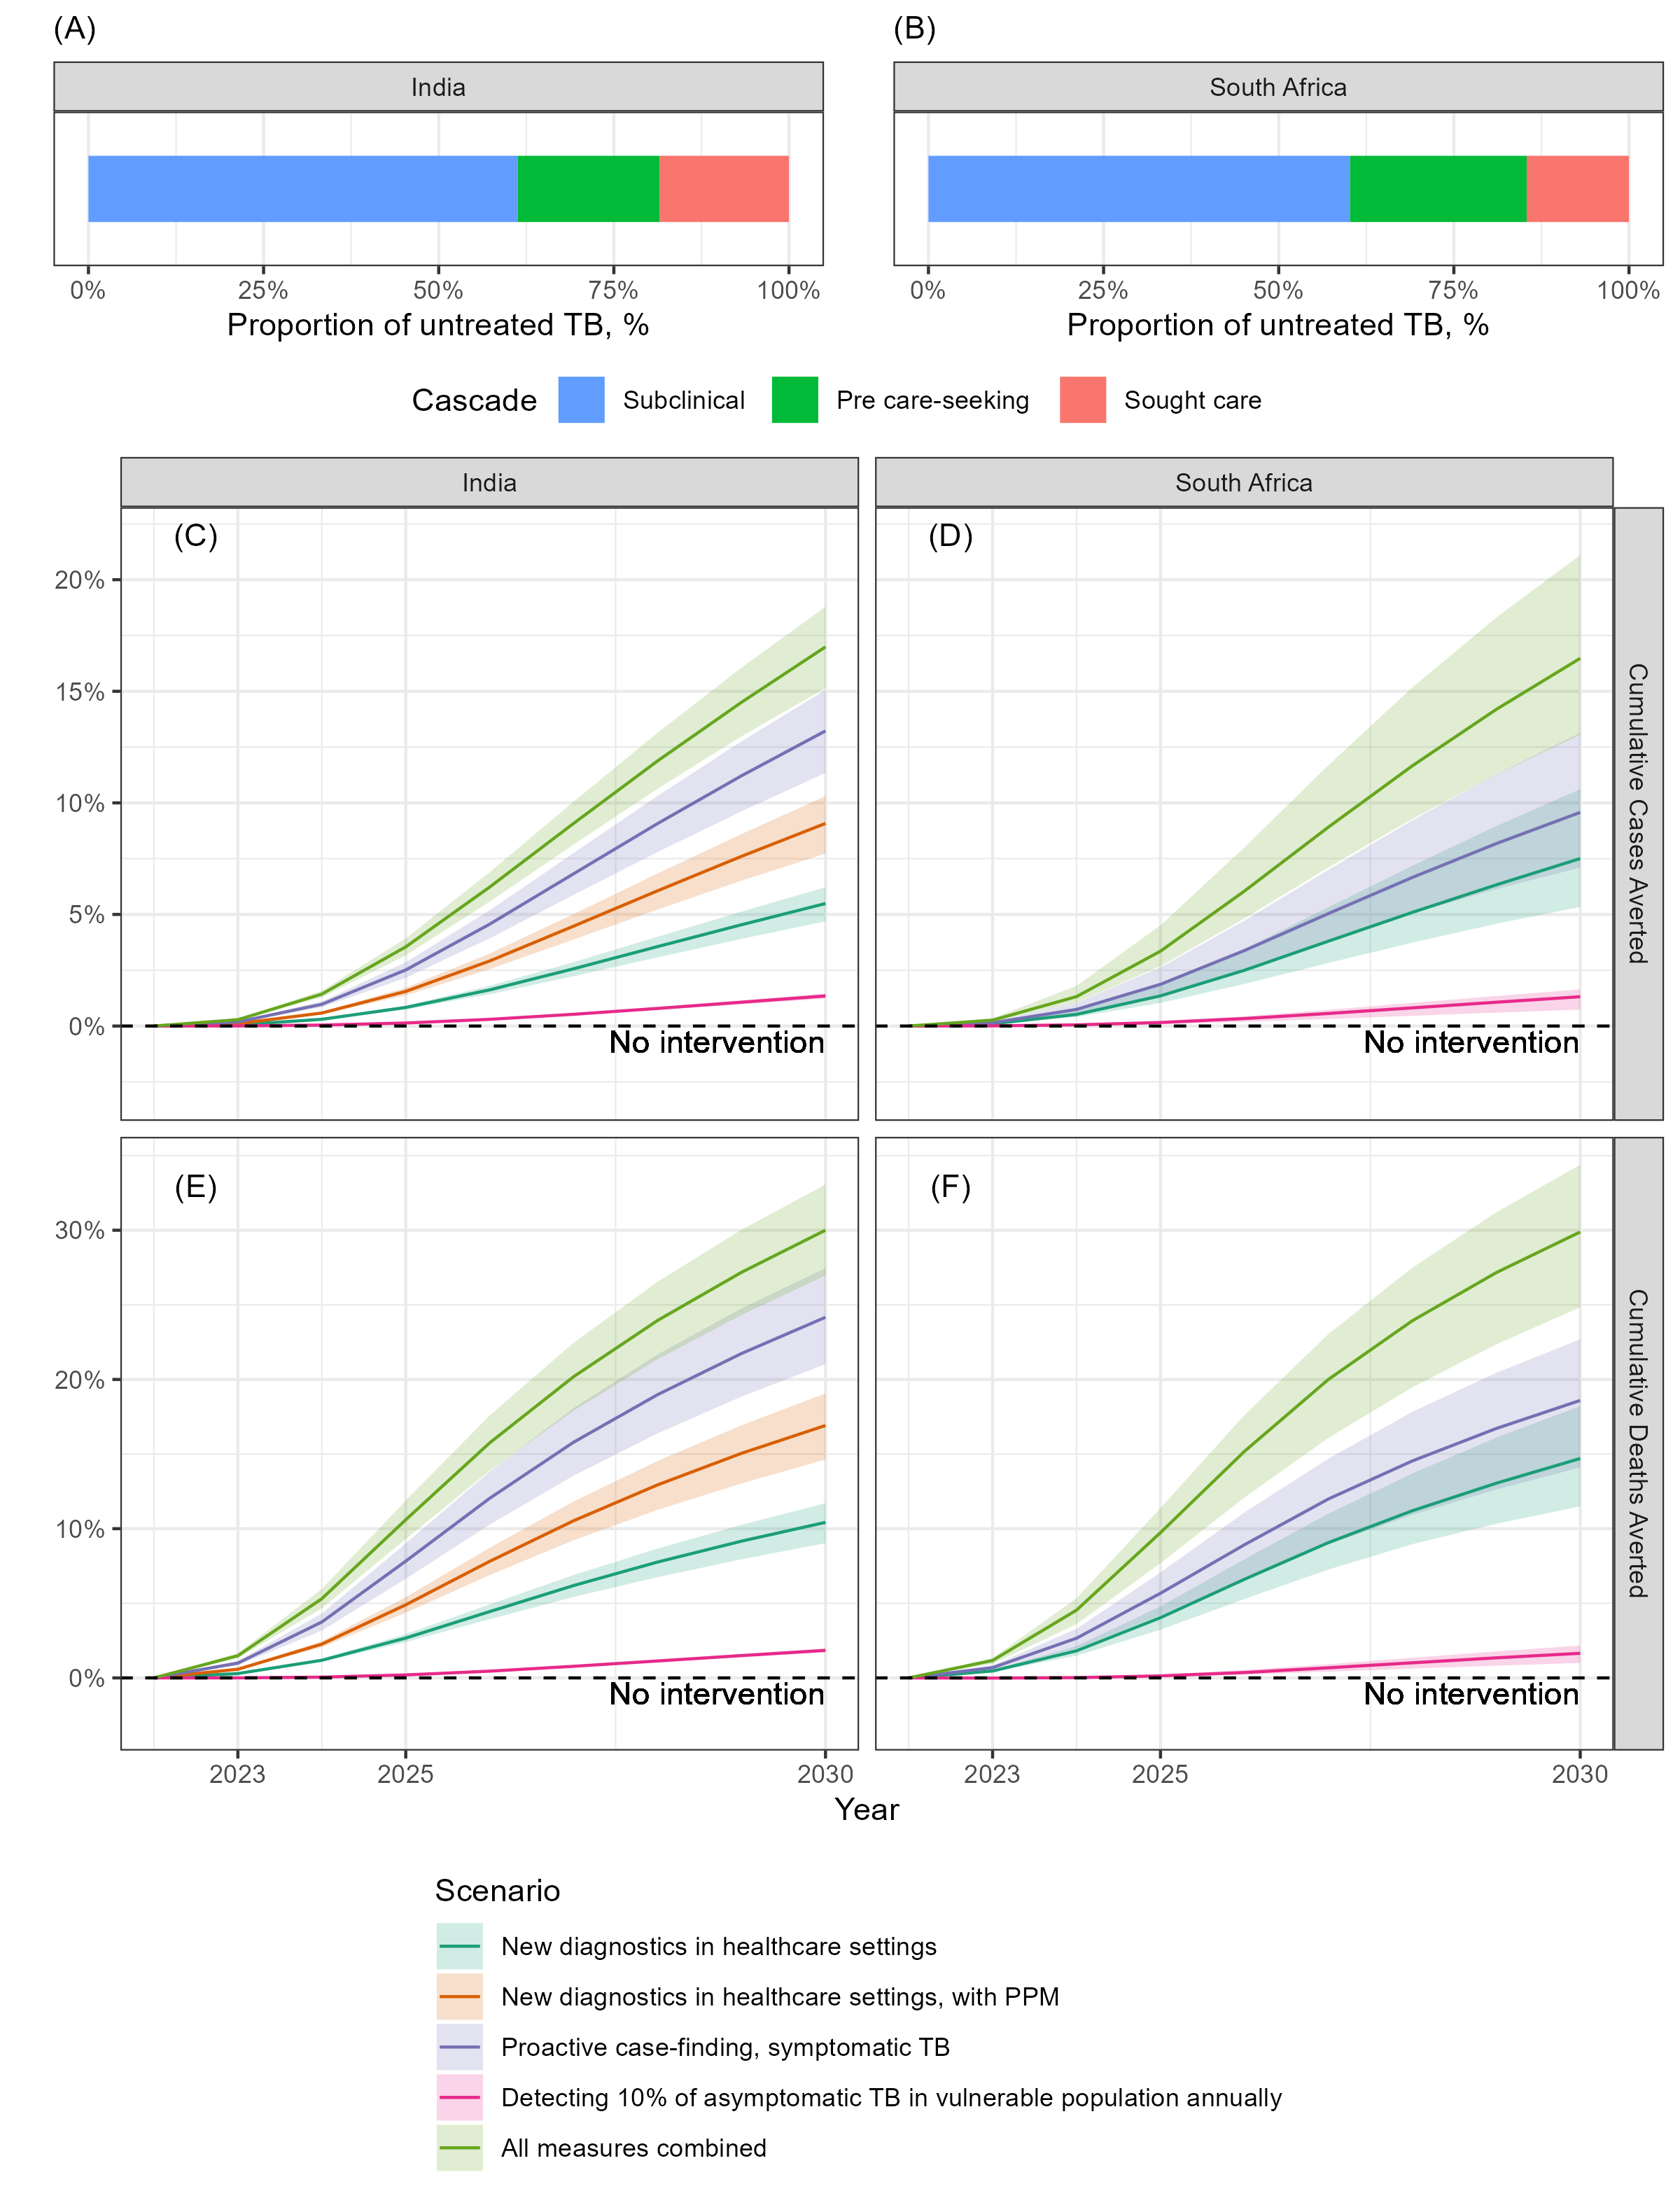 (A)
(B)
India
South Africa
0% 25% 50% 75% 100%
0% 25% 50% 75% 100%
Proportion of untreated TB, %
Proportion of untreated TB, %
Cascade Subclinical Pre care-seeking Sought care
India
South Africa
(C)
(D)
20%
15%
10%
5%
0%
No intervention
No intervention
Cumulative Cases Averted
(E)
(F)
30%
20%
10%
0%
No intervention
No intervention
Cumulative Deaths Averted
2023 2025 2030
2023 2025 2030
Year
Scenario
New diagnostics in healthcare settings
New diagnostics in healthcare settings, with PPM
Proactive case-finding, symptomatic TB
Detecting 10% of asymptomatic TB in vulnerable population annually
All measures combined